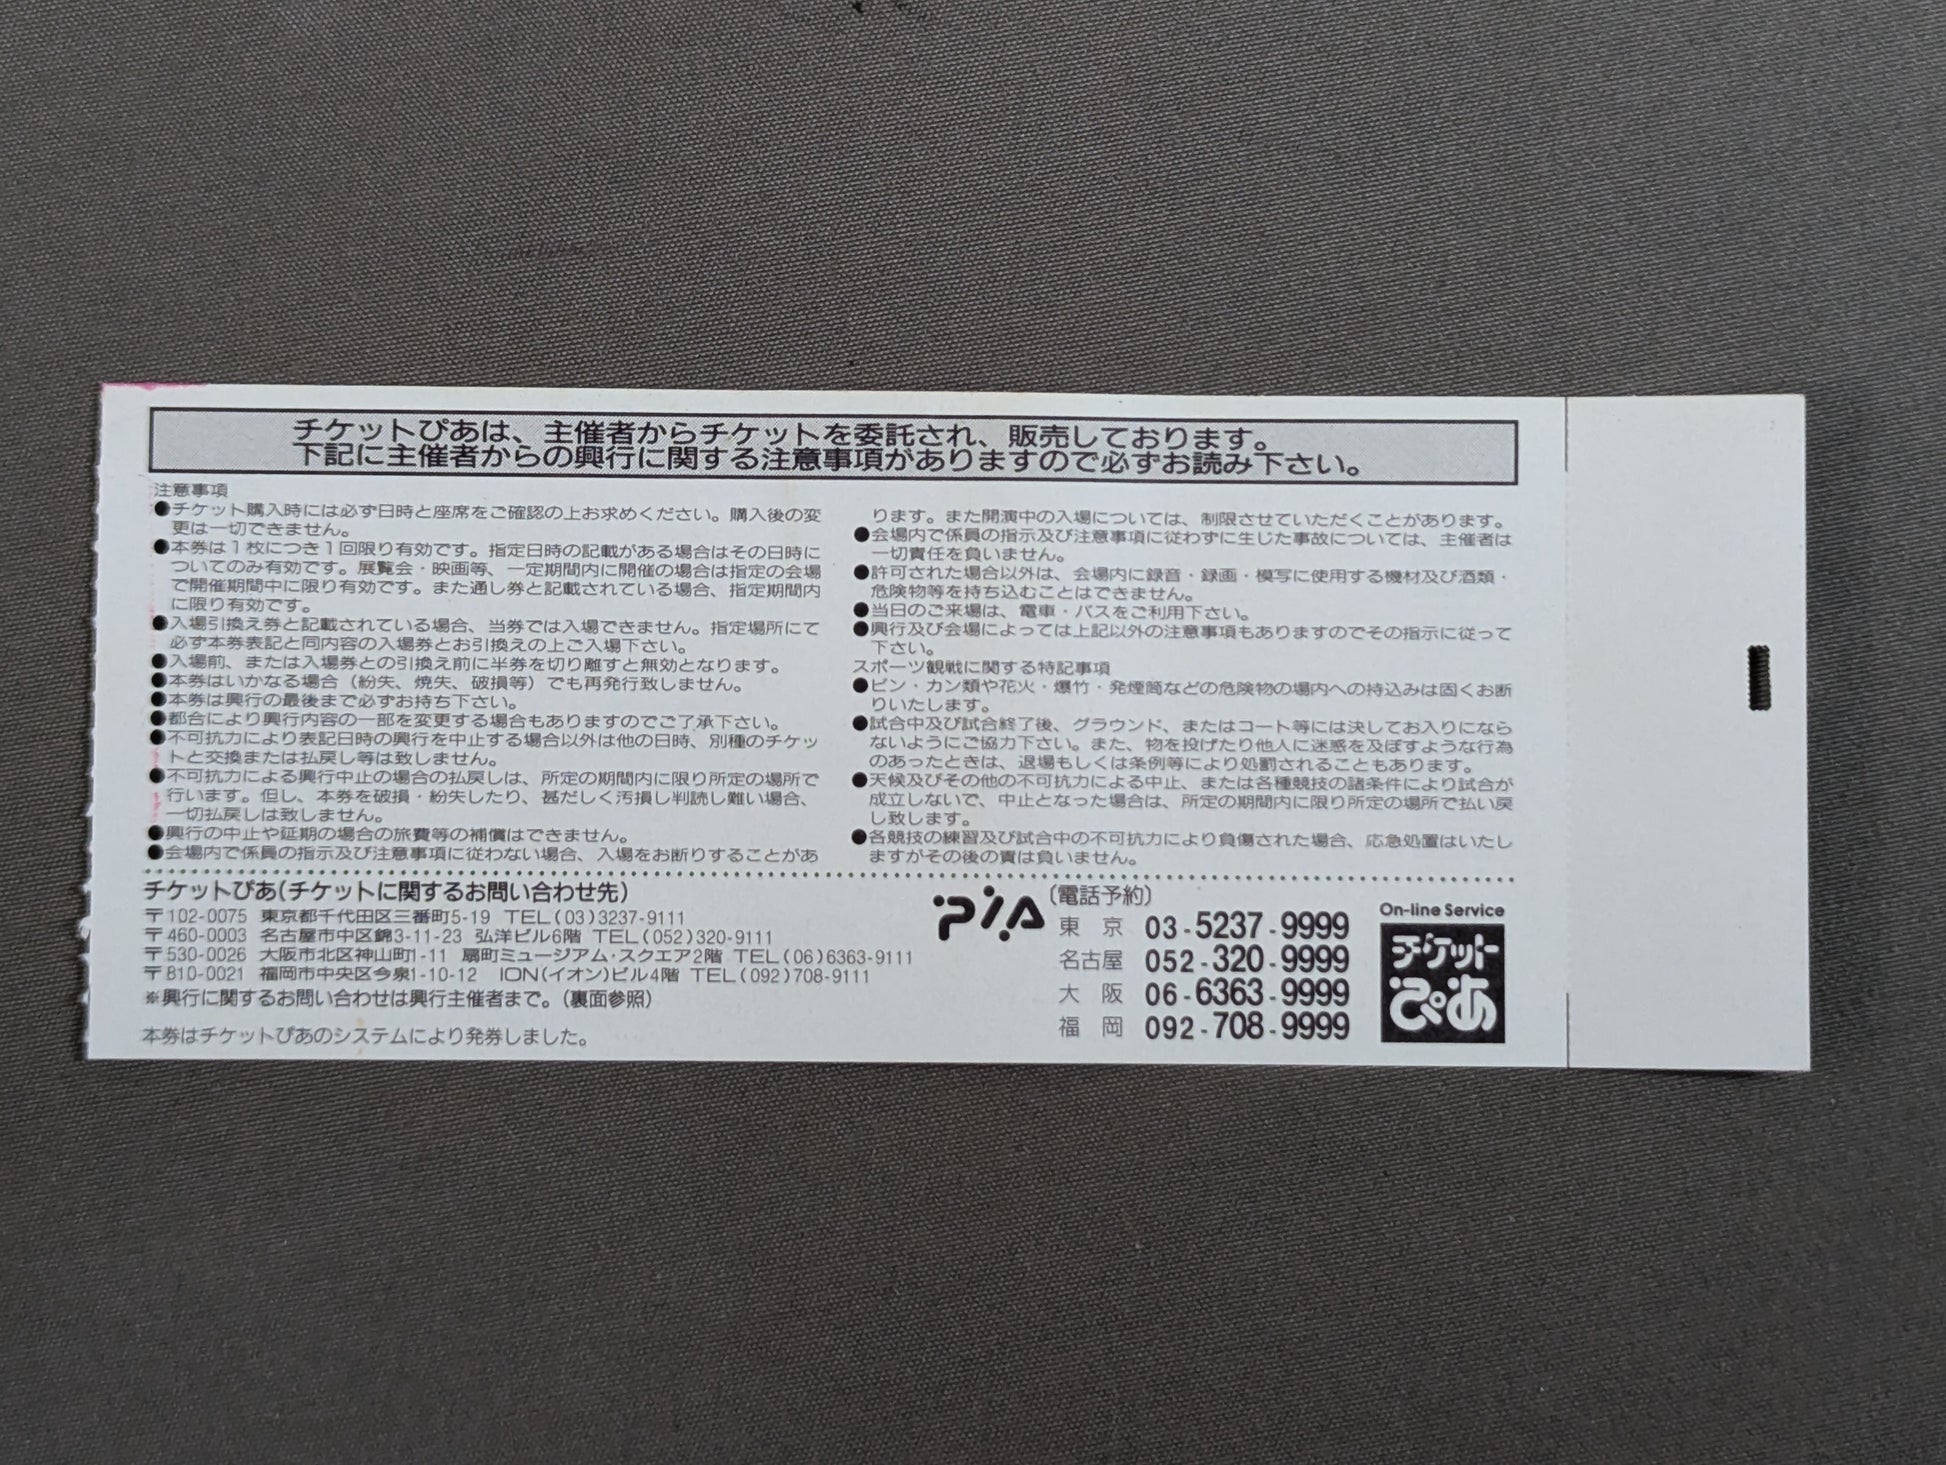 チケットぴあは、主催者からチケットを委託され、販売しております。
下記に主催者からの興行に関する注意事項がありますので必ずお読み下さい。
注意事項
●チケット購入時には必ず日時と座席をご確認の上お求めください。購入後の変
更は一切できません。
●本券は1枚につき1回限り有効です。指定日時の記載がある場合はその日時に
ついてのみ有効です。展覧会・映画等、一定期間内に開催の場合は指定の会場
で開催期間中に限り有効です。また通し券と記載されている場合、指定期間内
に限り有効です。
●入場引換え券と記載されている場合、当券では入場できません。指定場所にて
必ず本券表記と同内容の入場券とお引換えの上ご入場下さい。
●入場前、または入場券との引換え前に半券を切り離すと無効となります。
●本券はいかなる場合（紛失、焼失、破損等）でも再発行致しません。
●本券は興行の最後まで必ずお持ち下さい。
●都合により興行内容の一部を変更する場合もありますのでご了承下さい。
●不可抗力により表記日時の興行を中止する場合以外は他の日時、別種のチケッ
トと交換または払戻し等は致しません。
●不可抗力による興行中止の場合の払戻しは、所定の期間内に限り所定の場所で
行います。但し、本券を破損・紛失したり、甚だしく汚損し判読し難い場合、
一切払戻しは致しません。
●興行の中止や延期の場合の旅費等の補償はできません。
●会場内で係員の指示及び注意事項に従わない場合、入場をお断りすることがあ
ります。また開演中の入場については、制限させていただくことがあります。
●会場内で係員の指示及び注意事項に従わずに生じた事故については、主催者は
一切責任を負いません。
●許可された場合以外は、会場内に録音・録画・模写に使用する機材及び酒類・
危険物等を持ち込むことはできません。
●当日のご来場は、電車・バスをご利用下さい。
●興行及び会場によっては上記以外の注意事項もありますのでその指示に従って
下さい。
スポーツ観戦に関する特記事項
●ビン・カン類や花火・爆竹・発煙筒などの危険物の場内への持込みは固くお断
りいたします。
●試合中及び試合終了後、グラウンド、またはコート等には決してお入りになら
ないようにご協力下さい。また、物を投げたり他人に迷惑を及ぼすような行為
のあったときは、退場もしくは条例等により処罰されることもあります。
●天候及びその他の不可抗力による中止、または各種競技の諸条件により試合が
成立しないで、中止となった場合は、所定の期間内に限り所定の場所で払い戻
し致します。
●各競技の練習及び試合中の不可抗力により負傷された場合、応急処置はいたし
ますがその後の責は負いません。
チケットぴあ（チケットに関するお問い合わせ先）
〒102-0075 東京都千代田区三番町5-19 TEL（03）3237-9111
〒460-0003 名古屋市中区錦3-11-23 弘洋ビル6階 TEL（052）320-9111
〒530-0026 大阪市北区神山町1-11 扇町ミュージアム・スクエア2階 TEL（06）6363-9111
〒810-0021 福岡市中央区今泉1-10-12 ION（イオン）ビル4階 TEL（092）708-9111
※興行に関するお問い合わせは興行主催者まで。（裏面参照）
本券はチケットぴあのシステムにより発券しました。
PIA
（電話予約）
東 京 03-5237-9999
名古屋 052-320-9999
大 阪 06-6363-9999
福 岡 092-708-9999
On-line Service
チケット
ぴあ